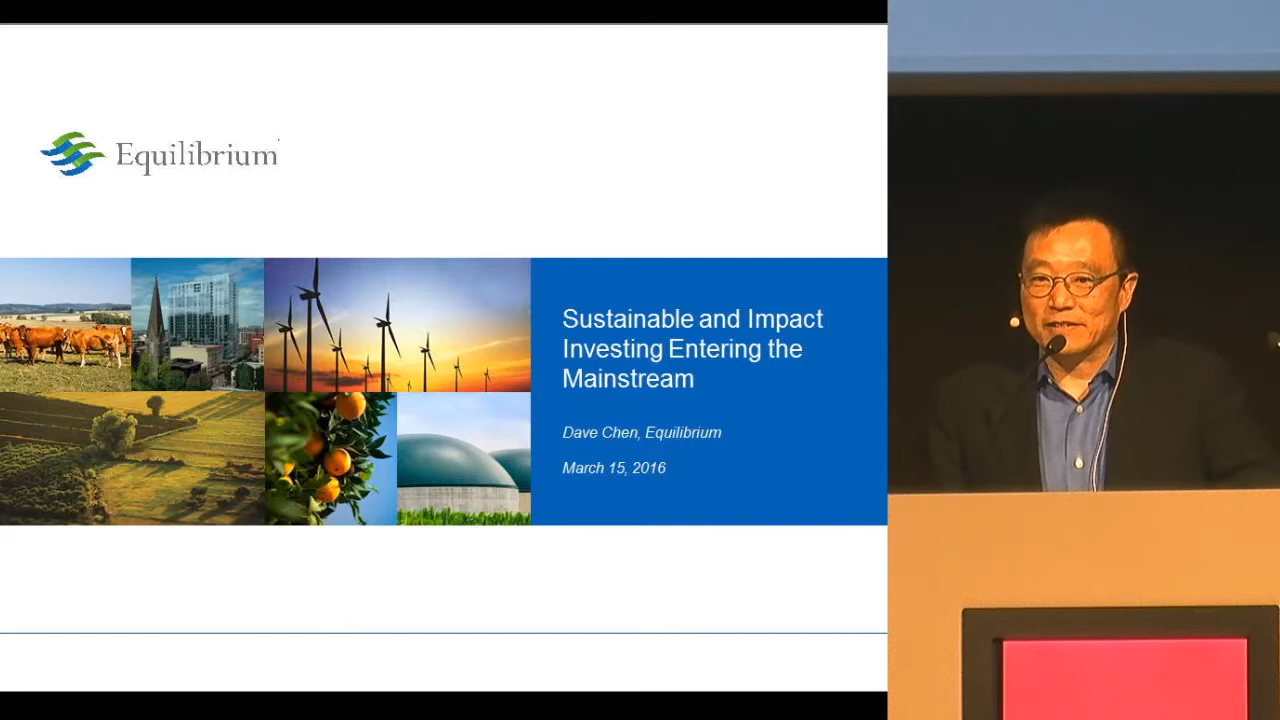 Equilibrium
Sustainable and Impact
Investing Entering the
Mainstream
Dave Chen, Equilibrium
March 15, 2016